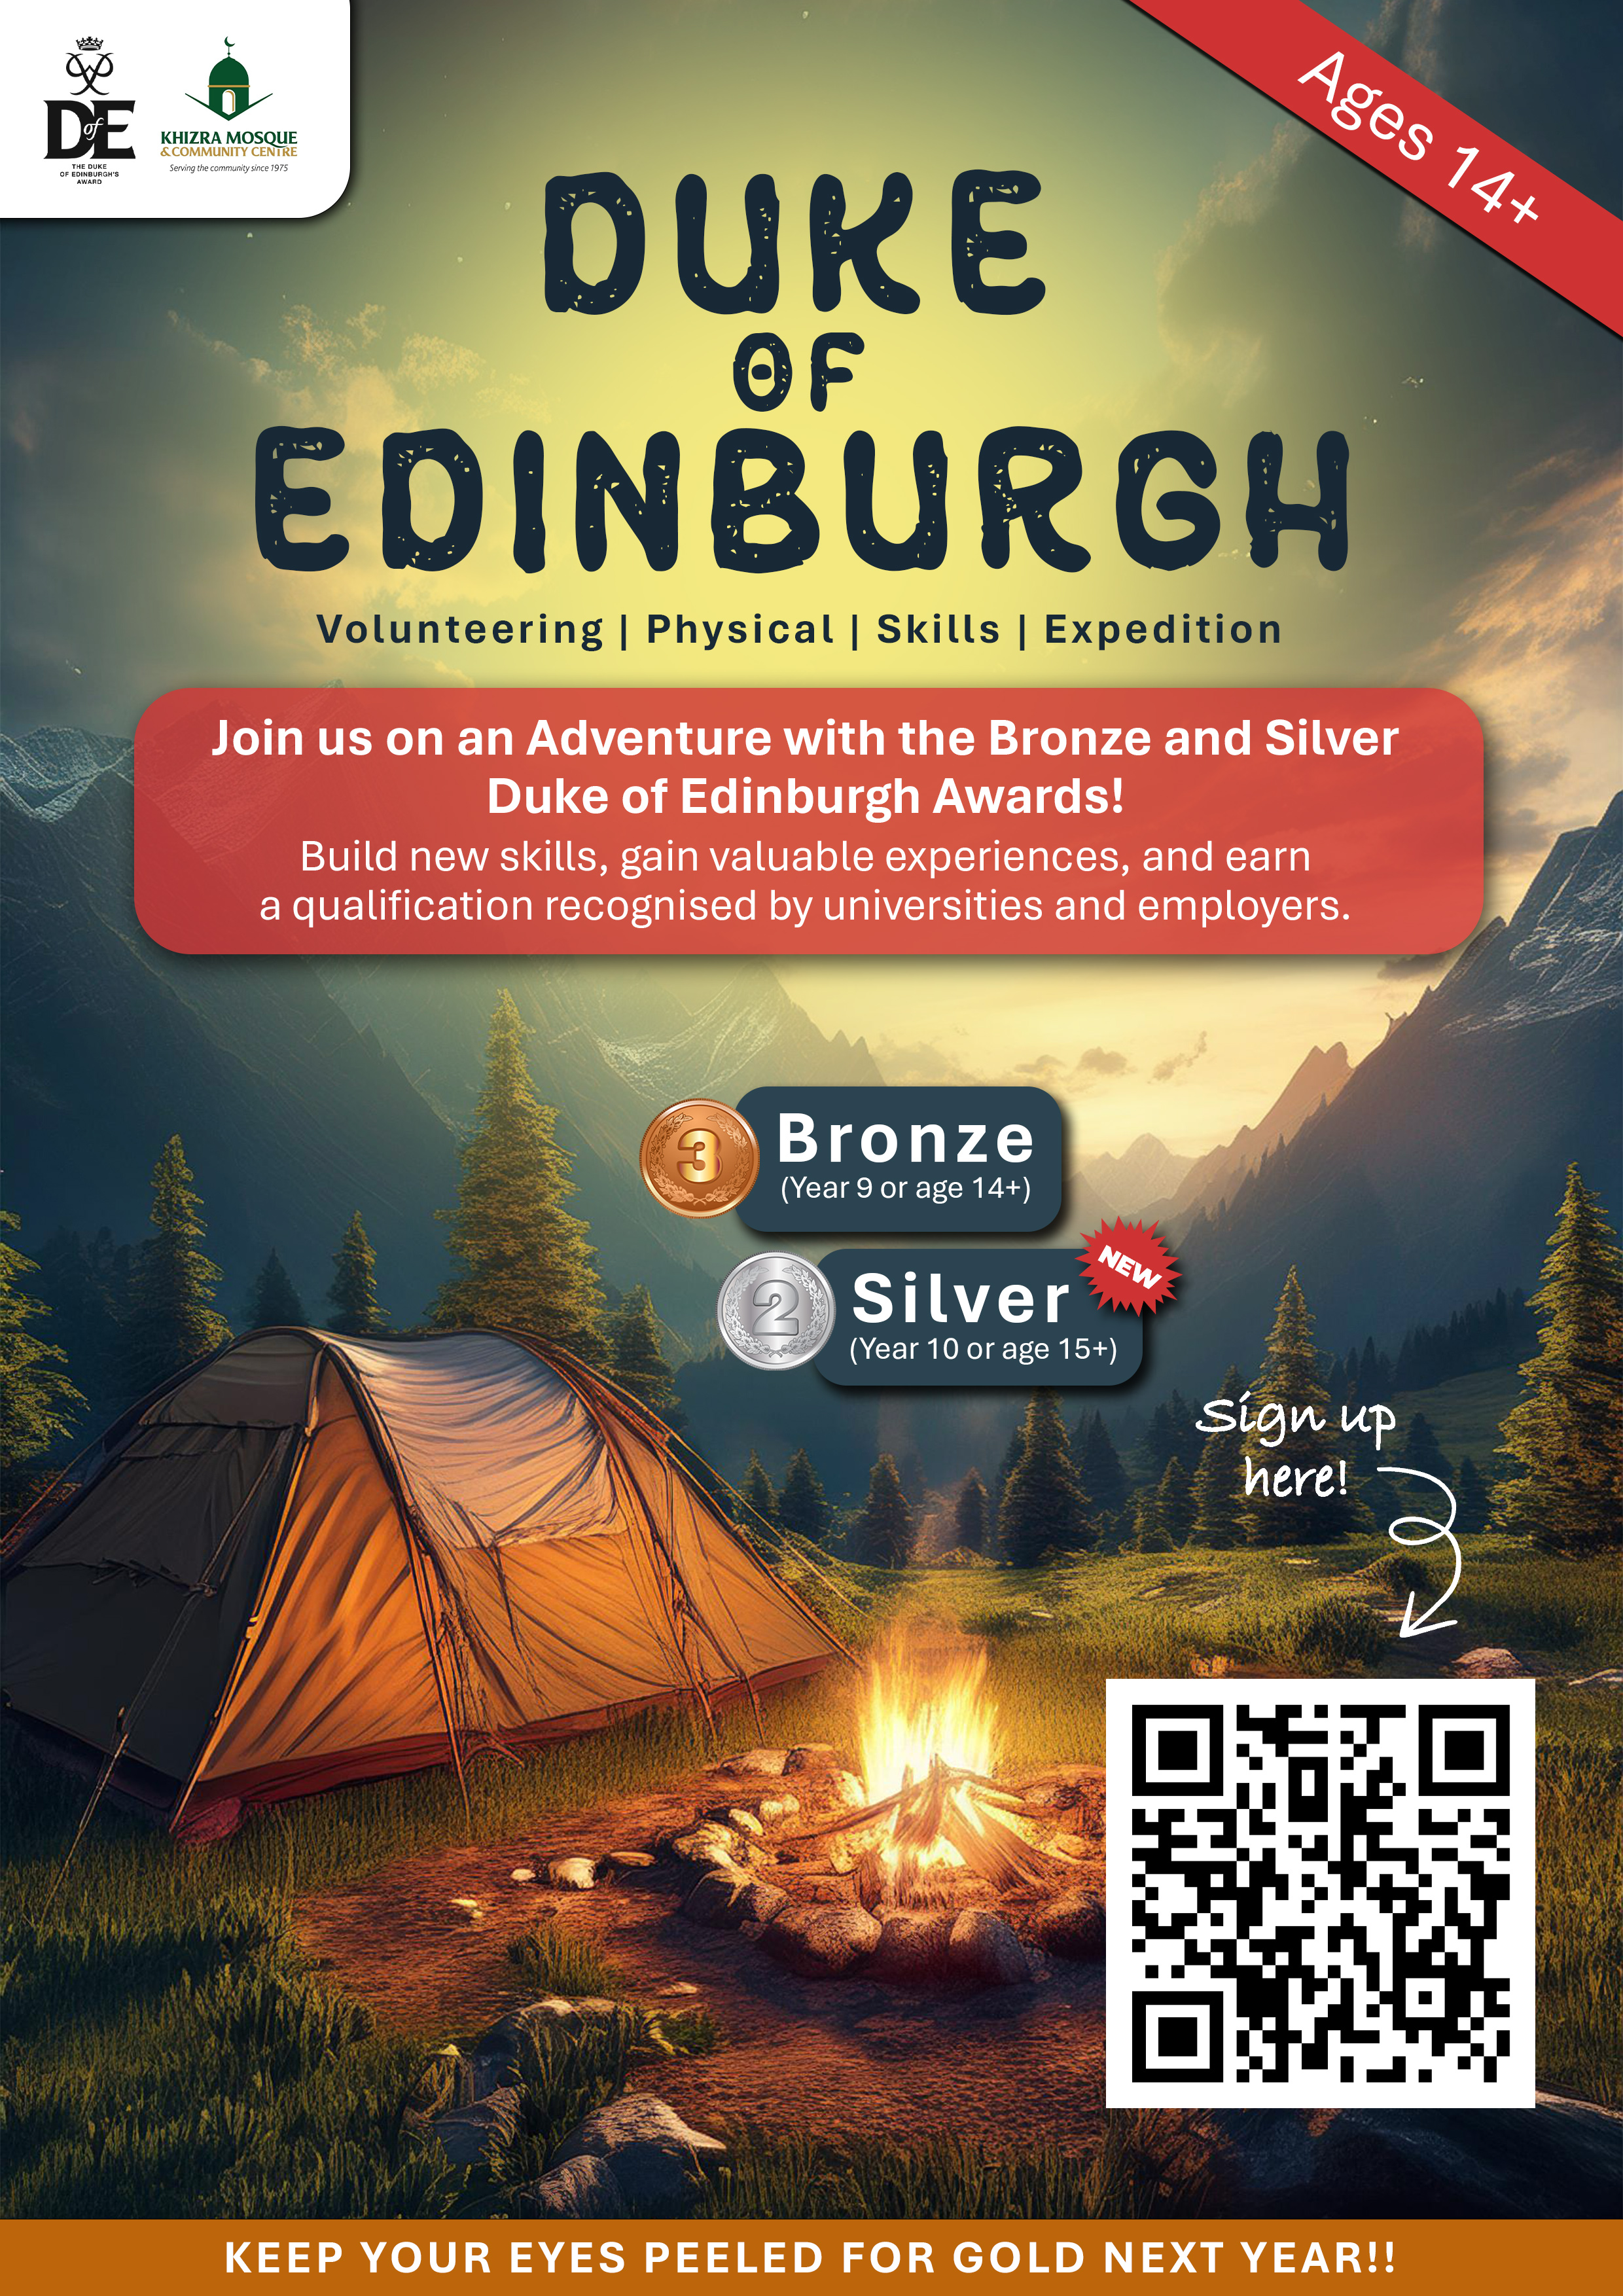 DofE
THE DUKE
OF EDINBURGH'S
AWARD
KHIZRA MOSQUE
& COMMUNITY CENTRE
Serving the community since 1975
Ages 14+
DUKE
OF
EDINBURGH
Volunteering | Physical | Skills | Expedition
Join us on an Adventure with the Bronze and Silver
Duke of Edinburgh Awards!
Build new skills, gain valuable experiences, and earn
a qualification recognised by universities and employers.
3
Bronze
(Year 9 or age 14+)
NEW
2
Silver
(Year 10 or age 15+)
Sign up
here!
KEEP YOUR EYES PEELED FOR GOLD NEXT YEAR!!